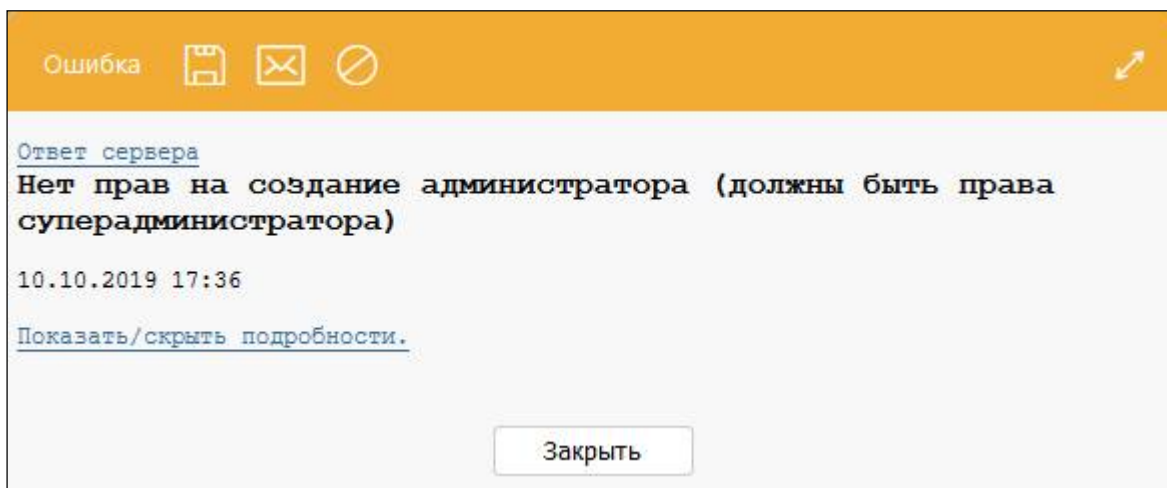 Ошибка
Ответ сервера
Нет прав на создание администратора (должны быть права
суперадминистратора)
10.10.2019 17:36
Показать/скрыть подробности.
Закрыть